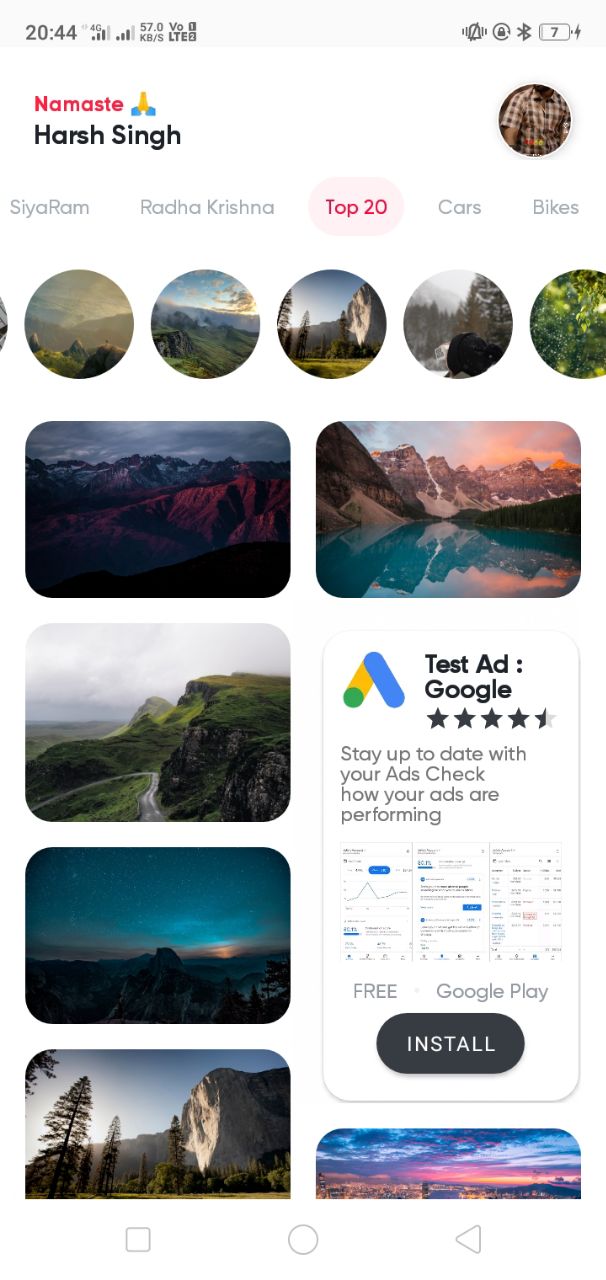 20:44 4G 57.0 KB/S Vo 1 LTE 2 7
Namaste 🙏
Harsh Singh
SiyaRam Radha Krishna Top 20 Cars Bikes
Test Ad :
Google
Stay up to date with
your Ads Check
how your ads are
performing
FREE Google Play
INSTALL